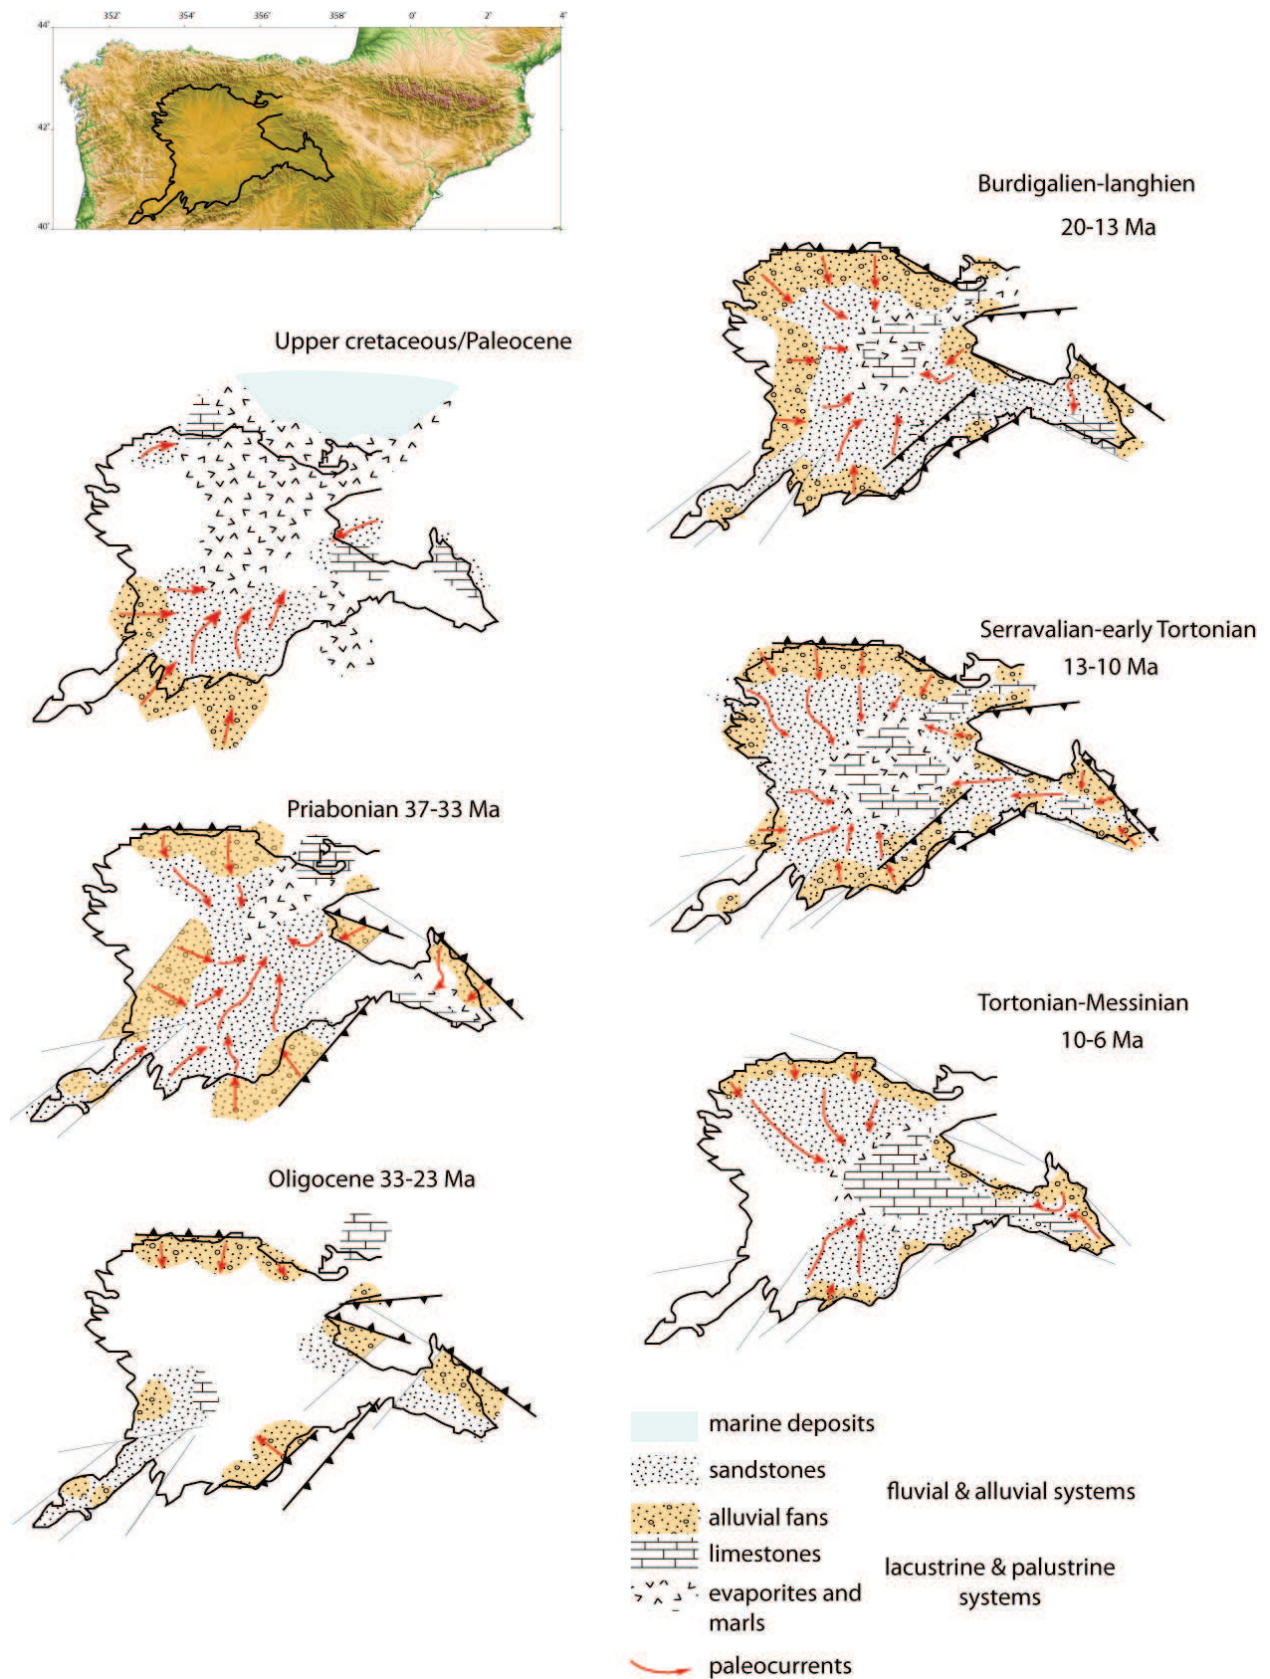 352˚ 354˚ 356˚ 358˚ 0˚ 2˚ 4˚
44˚
42˚
40˚
Upper cretaceous/Paleocene
Priabonian 37-33 Ma
Oligocene 33-23 Ma
Burdigalien-langhien
20-13 Ma
Serravalian-early Tortonian
13-10 Ma
Tortonian-Messinian
10-6 Ma
marine deposits
sandstones
fluvial & alluvial systems
alluvial fans
limestones
lacustrine & palustrine
systems
evaporites and
marls
paleocurrents